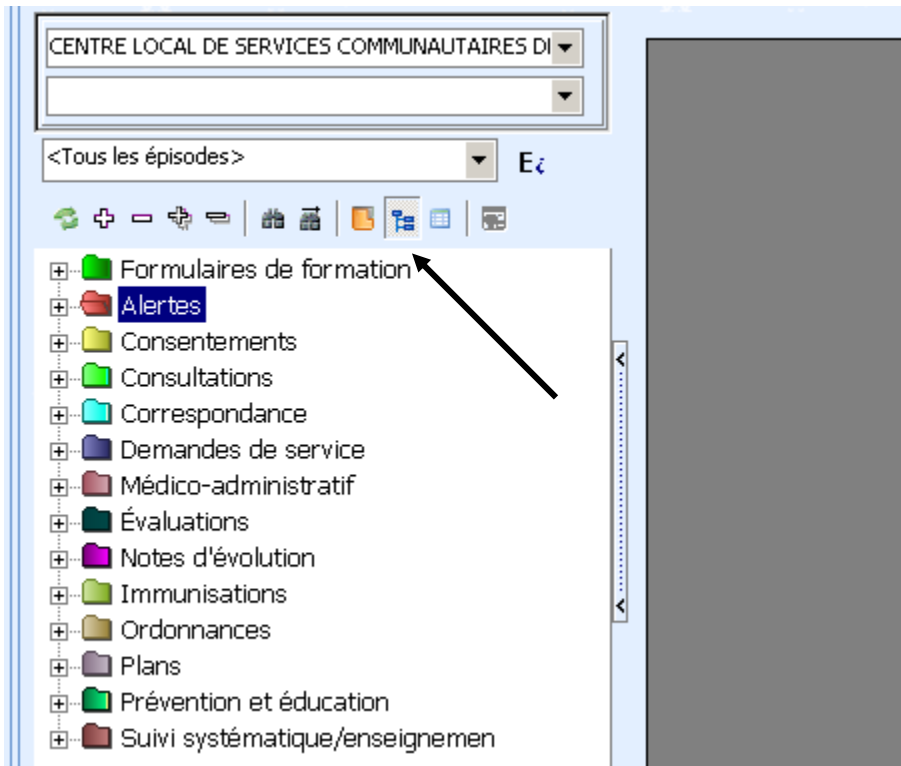 CENTRE LOCAL DE SERVICES COMMUNAUTAIRES DI
<Tous les épisodes>
E¿
Formulaires de formation
Alertes
Consentements
Consultations
Correspondance
Demandes de service
Médico-administratif
Évaluations
Notes d'évolution
Immunisations
Ordonnances
Plans
Prévention et éducation
Suivi systématique/enseignemen